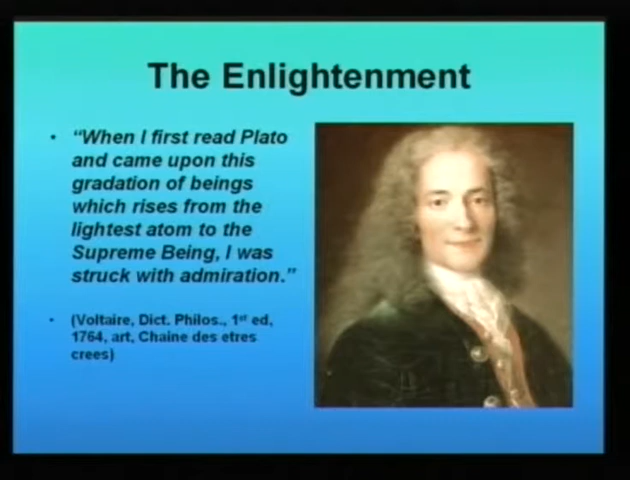 The Enlightenment
• “When I first read Plato
and came upon this
gradation of beings
which rises from the
lightest atom to the
Supreme Being, I was
struck with admiration.”
• (Voltaire, Dict. Philos., 1st ed,
1764, art, Chaine des etres
crees)